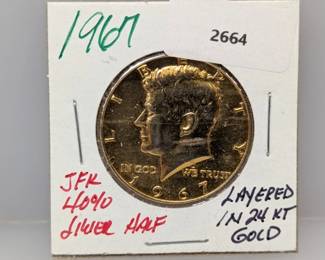 1967
2664
LIBERTY
IN GOD WE TRUST
1967
JFK
40%
SILVER HALF
LAYERED
IN 24 KT
GOLD